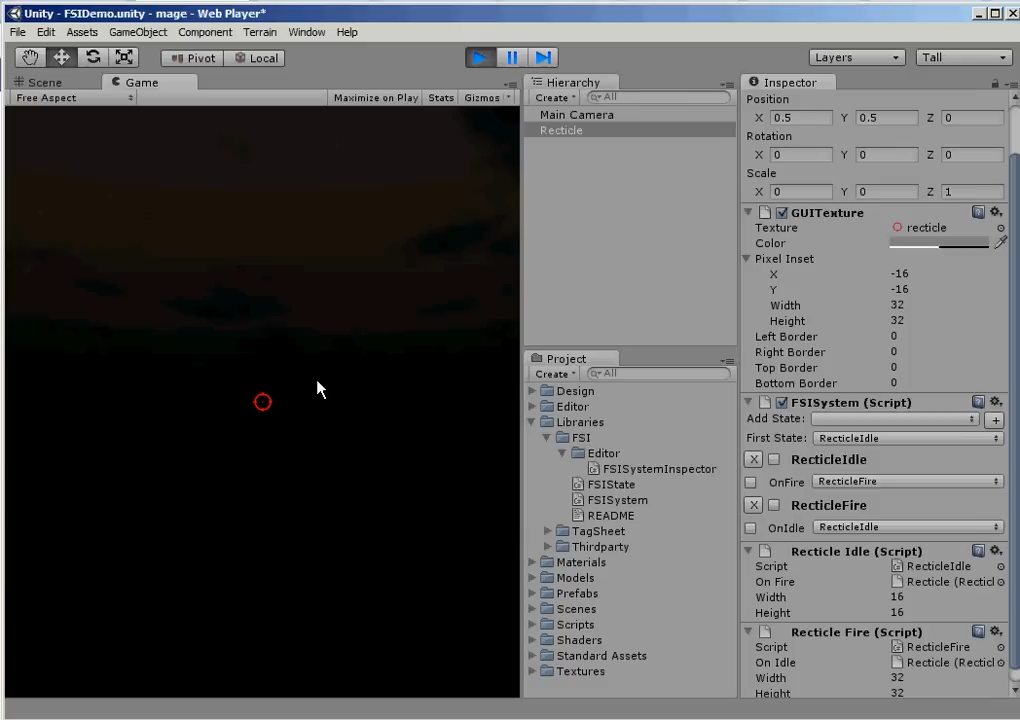 Unity - FSIDemo.unity - mage - Web Player*
File Edit Assets GameObject Component Terrain Window Help
Pivot Local Layers Tall
Scene Game
Free Aspect Maximize on Play Stats Gizmos
Hierarchy
Create All
Main Camera
Recticle
Project
Create All
Design
Editor
Libraries
FSI
Editor
FSISystemInspector
FSIState
FSISystem
README
TagSheet
Thirdparty
Materials
Models
Prefabs
Scenes
Scripts
Shaders
Standard Assets
Textures
Inspector
Position
X 0.5 Y 0.5 Z 0
Rotation
X 0 Y 0 Z 0
Scale
X 0 Y 0 Z 1
GUITexture
Texture recticle
Color
Pixel Inset
X -16
Y -16
Width 32
Height 32
Left Border 0
Right Border 0
Top Border 0
Bottom Border 0
FSISystem (Script)
Add State: +
First State: RecticleIdle
X RecticleIdle
OnFire RecticleFire
X RecticleFire
OnIdle RecticleIdle
Recticle Idle (Script)
Script RecticleIdle
On Fire Recticle (Recticl
Width 16
Height 16
Recticle Fire (Script)
Script RecticleFire
On Idle Recticle (Recticl
Width 32
Height 32